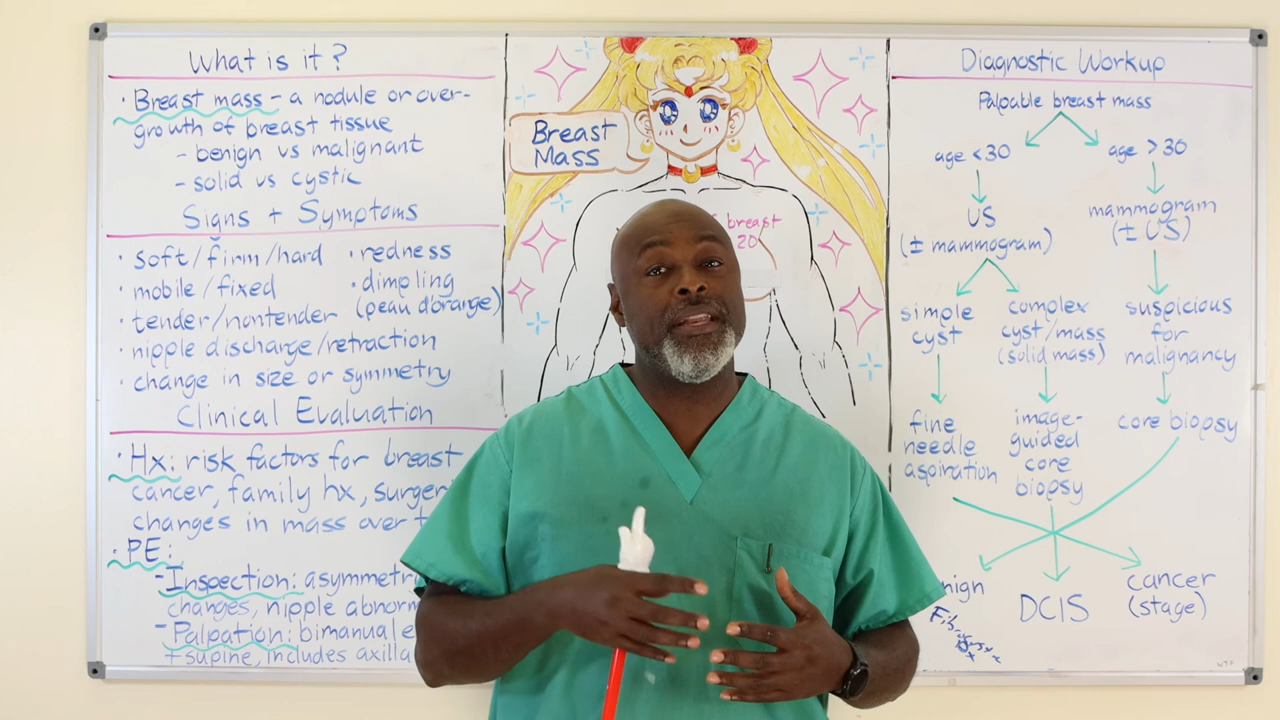 What is it?
• Breast mass - a nodule or over-
growth of breast tissue
- benign vs malignant
- solid vs cystic
Signs + Symptoms
• soft/firm/hard
• mobile/fixed
• tender/nontender
• nipple discharge/retraction
• change in size or symmetry
• redness
• dimpling
(peau d'orange)
Clinical Evaluation
• Hx: risk factors for breast
cancer, family hx,
changes in mass over
• PE:
- Inspection:
changes, nipple
- Palpation: bimanual
+ supine, includes axilla
Breast
Mass
breast
20
Diagnostic Workup
Palpable breast mass
age <30
US
(± mammogram)
simple
cyst
fine
needle
aspiration
complex
cyst/mass
(solid mass)
image-
guided
core
biopsy
age >30
mammogram
(± US)
suspicious
for
malignancy
core biopsy
DCIS
cancer
(stage)